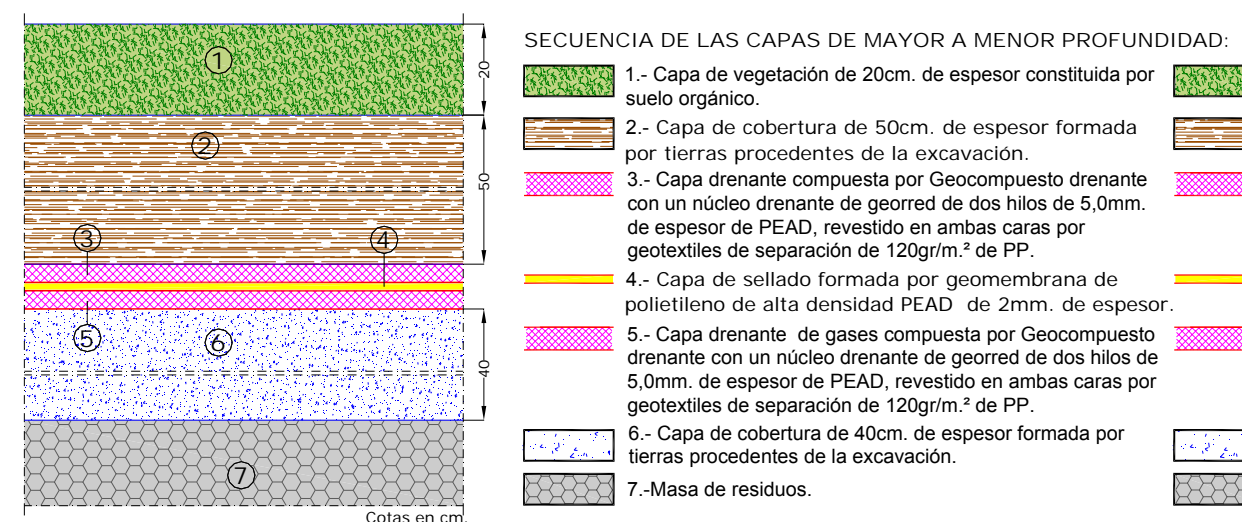 1
20
2
50
3
4
5
6
40
7
Cotas en cm.
SECUENCIA DE LAS CAPAS DE MAYOR A MENOR PROFUNDIDAD:
1.- Capa de vegetación de 20cm. de espesor constituida por
suelo orgánico.
2.- Capa de cobertura de 50cm. de espesor formada
por tierras procedentes de la excavación.
3.- Capa drenante compuesta por Geocompuesto drenante
con un núcleo drenante de georred de dos hilos de 5,0mm.
de espesor de PEAD, revestido en ambas caras por
geotextiles de separación de 120gr/m.² de PP.
4.- Capa de sellado formada por geomembrana de
polietileno de alta densidad PEAD de 2mm. de espesor.
5.- Capa drenante de gases compuesta por Geocompuesto
drenante con un núcleo drenante de georred de dos hilos de
5,0mm. de espesor de PEAD, revestido en ambas caras por
geotextiles de separación de 120gr/m.² de PP.
6.- Capa de cobertura de 40cm. de espesor formada por
tierras procedentes de la excavación.
7.-Masa de residuos.